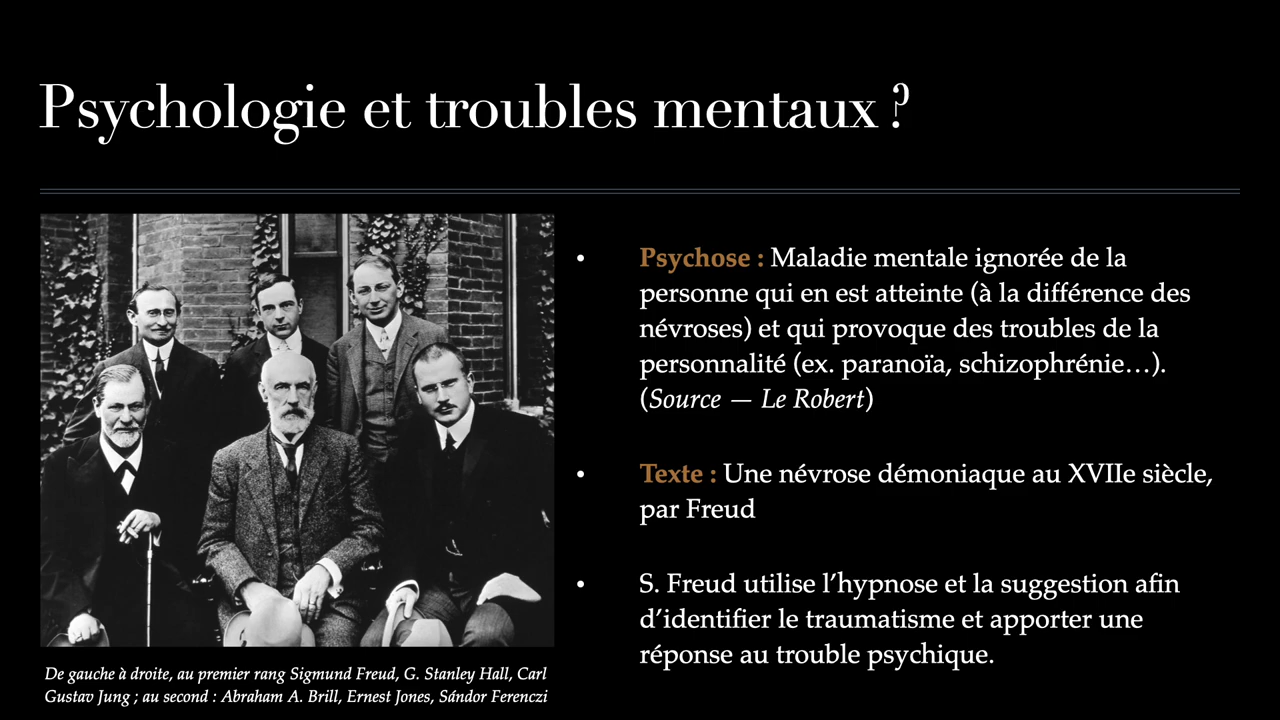 Psychologie et troubles mentaux ?
• Psychose : Maladie mentale ignorée de la
personne qui en est atteinte (à la différence des
névroses) et qui provoque des troubles de la
personnalité (ex. paranoïa, schizophrénie…).
(Source — Le Robert)
• Texte : Une névrose démoniaque au XVIIe siècle,
par Freud
• S. Freud utilise l’hypnose et la suggestion afin
d’identifier le traumatisme et apporter une
réponse au trouble psychique.
De gauche à droite, au premier rang Sigmund Freud, G. Stanley Hall, Carl
Gustav Jung ; au second : Abraham A. Brill, Ernest Jones, Sándor Ferenczi